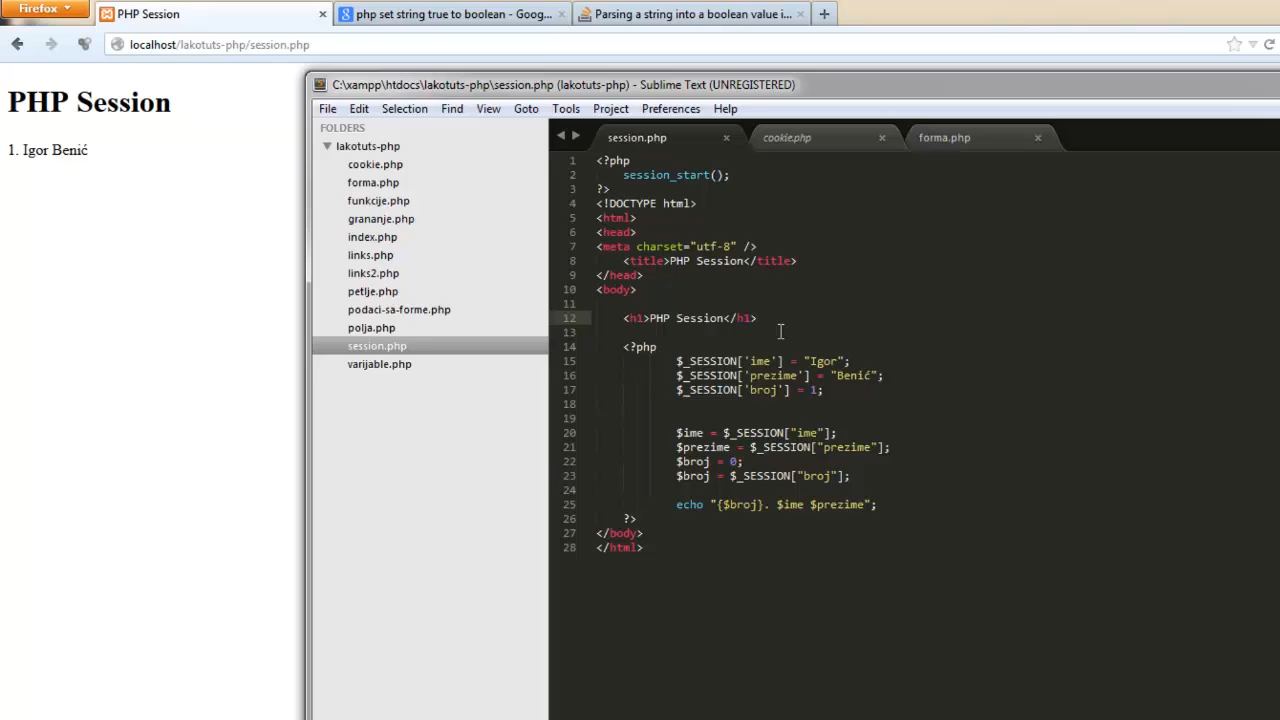 Firefox
PHP Session
php set string true to boolean - Goog...
Parsing a string into a boolean value i...
localhost/lakotuts-php/session.php
PHP Session
1. Igor Benić
C:\xampp\htdocs\lakotuts-php\session.php (lakotuts-php) - Sublime Text (UNREGISTERED)
File Edit Selection Find View Goto Tools Project Preferences Help
FOLDERS
lakotuts-php
cookie.php
forma.php
funkcije.php
grananje.php
index.php
links.php
links2.php
petlje.php
podaci-sa-forme.php
polja.php
session.php
varijable.php
session.php cookie.php forma.php
1 <?php
2 session_start();
3 ?>
4 <!DOCTYPE html>
5 <html>
6 <head>
7 <meta charset="utf-8" />
8 <title>PHP Session</title>
9 </head>
10 <body>
11
12 <h1>PHP Session</h1>
13
14 <?php
15 $_SESSION['ime'] = "Igor";
16 $_SESSION['prezime'] = "Benić";
17 $_SESSION['broj'] = 1;
18
19
20 $ime = $_SESSION["ime"];
21 $prezime = $_SESSION["prezime"];
22 $broj = 0;
23 $broj = $_SESSION["broj"];
24
25 echo "{$broj}. $ime $prezime";
26 ?>
27 </body>
28 </html>